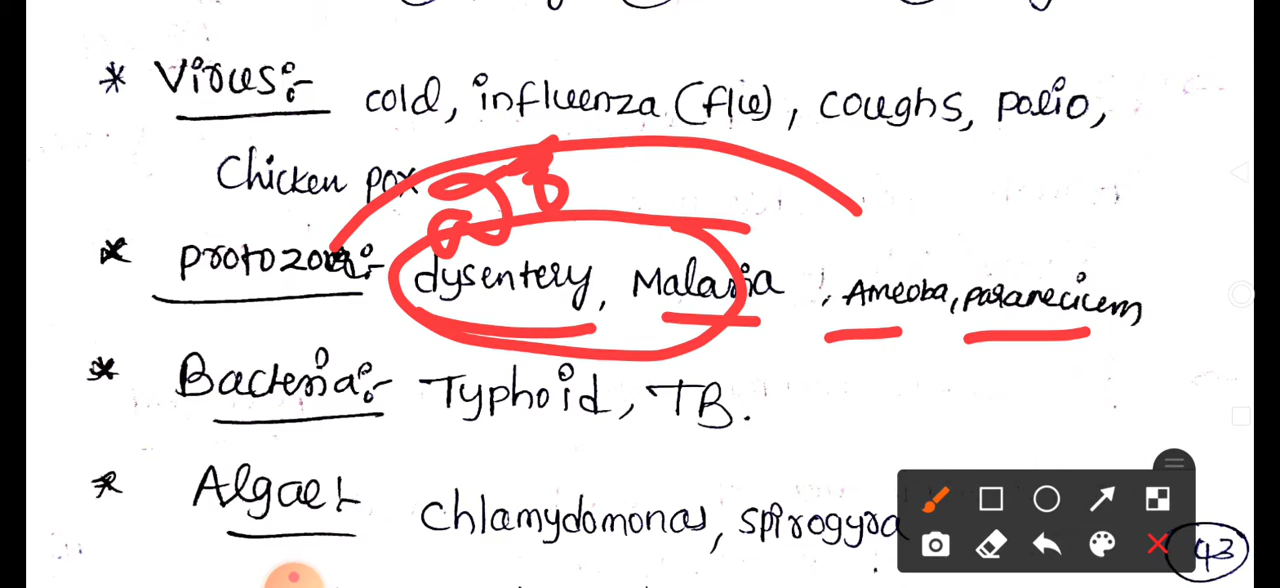 * Virus:- cold, influenza (flu), coughs, polio,
Chicken pox
* Protozoa:- dysentery, Malaria, Ameoba, paramecicum,
* Bacteria:- Typhoid, TB.
* Algae:- Chlamydomonas, spirogyra
43